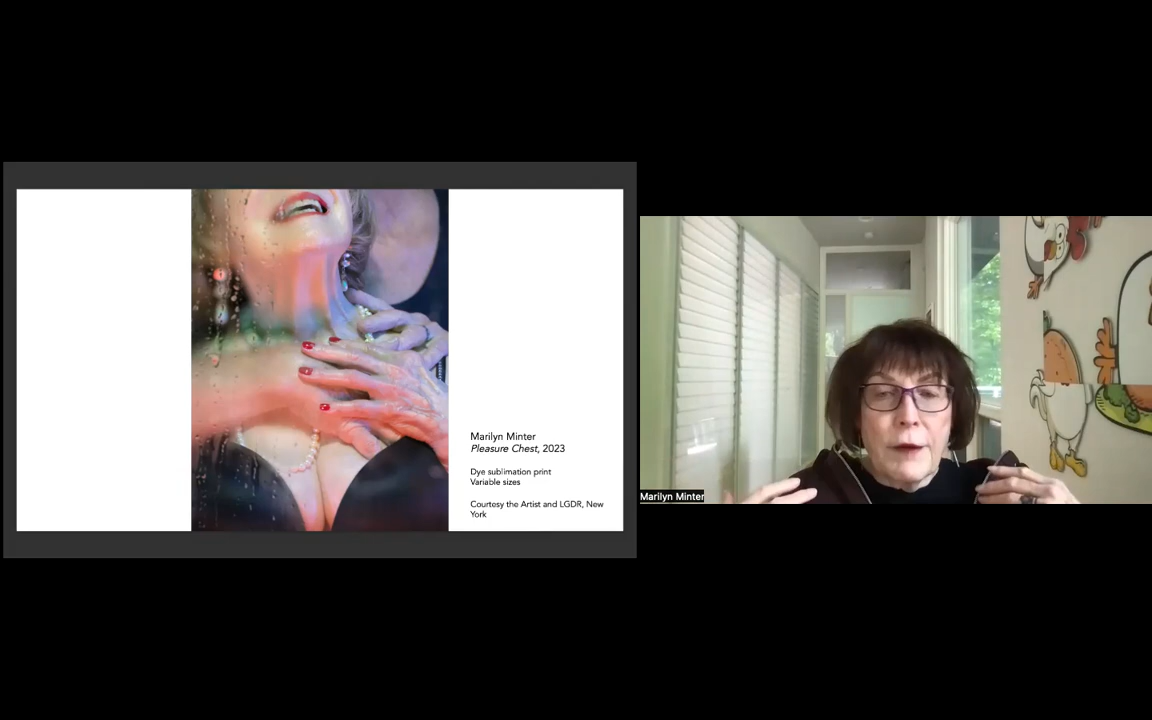 Marilyn Minter
Pleasure Chest, 2023
Dye sublimation print
Variable sizes
Courtesy the Artist and LGDR, New
York
Marilyn Minter